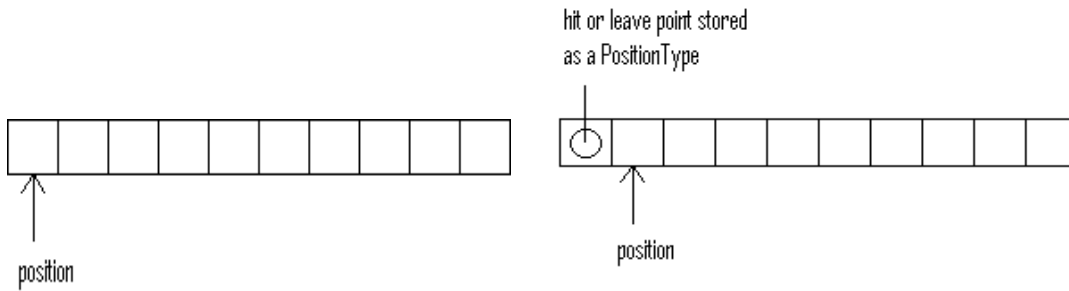 hit or leave point stored
as a PositionType
position
position